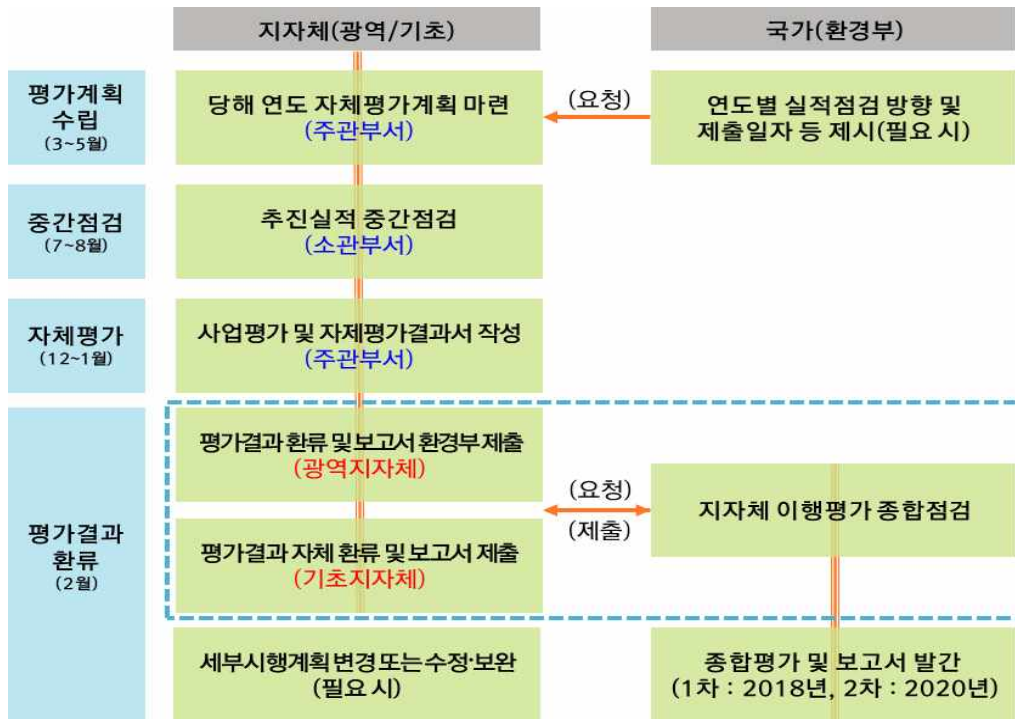 지자체(광역/기초)
국가(환경부)
평가계획
수립
(3~5월)
당해 연도 자체평가계획 마련
(주관부서)
(요청)
연도별 실적점검 방향 및
제출일자 등 제시(필요 시)
중간점검
(7~8월)
추진실적 중간점검
(소관부서)
자체평가
(12~1월)
사업평가 및 자제평가결과서 작성
(주관부서)
평가결과
환류
(2월)
평가결과 환류 및 보고서 환경부 제출
(광역지자체)
평가결과 자체 환류 및 보고서 제출
(기초지자체)
(요청)
(제출)
지자체 이행평가 종합점검
세부시행계획 변경 또는 수정·보완
(필요 시)
종합평가 및 보고서 발간
(1차 : 2018년, 2차 : 2020년)